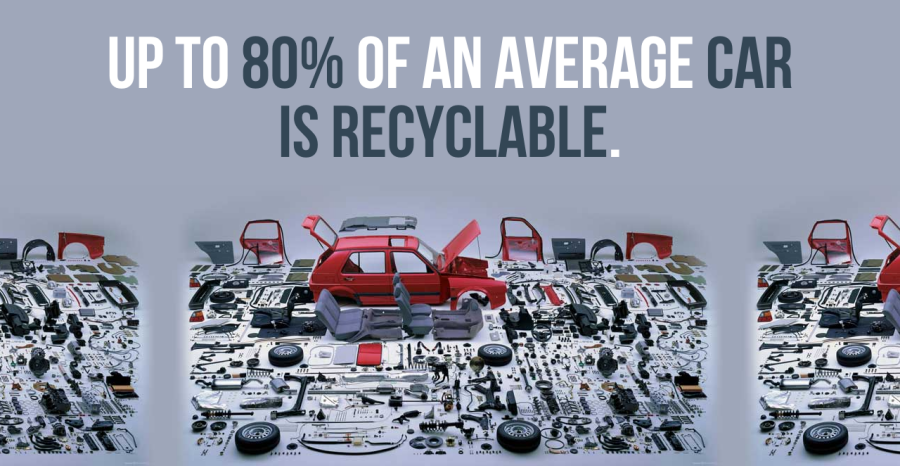 UP TO 80% OF AN AVERAGE CAR
IS RECYCLABLE.